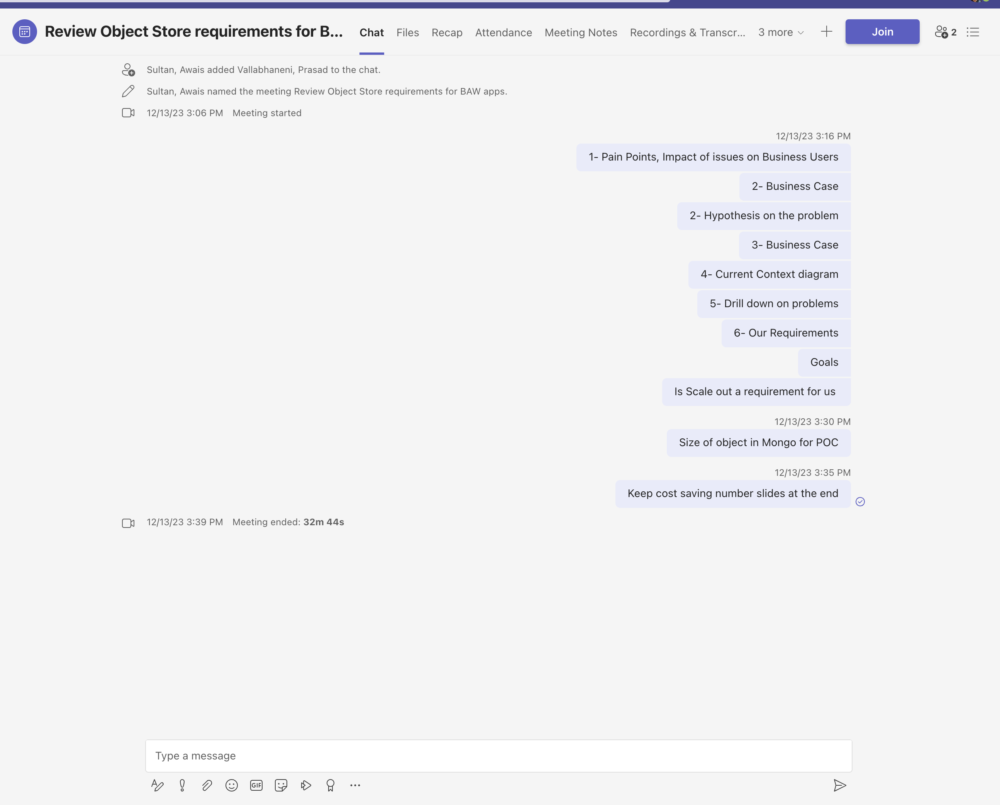 Review Object Store requirements for B...
Chat
Files
Recap
Attendance
Meeting Notes
Recordings & Transcr...
3 more
Join
2
Sultan, Awais added Vallabhaneni, Prasad to the chat.
Sultan, Awais named the meeting Review Object Store requirements for BAW apps.
12/13/23 3:06 PM Meeting started
12/13/23 3:16 PM
1- Pain Points, Impact of issues on Business Users
2- Business Case
2- Hypothesis on the problem
3- Business Case
4- Current Context diagram
5- Drill down on problems
6- Our Requirements
Goals
Is Scale out a requirement for us
12/13/23 3:30 PM
Size of object in Mongo for POC
12/13/23 3:35 PM
Keep cost saving number slides at the end
12/13/23 3:39 PM Meeting ended: 32m 44s
Type a message
GIF